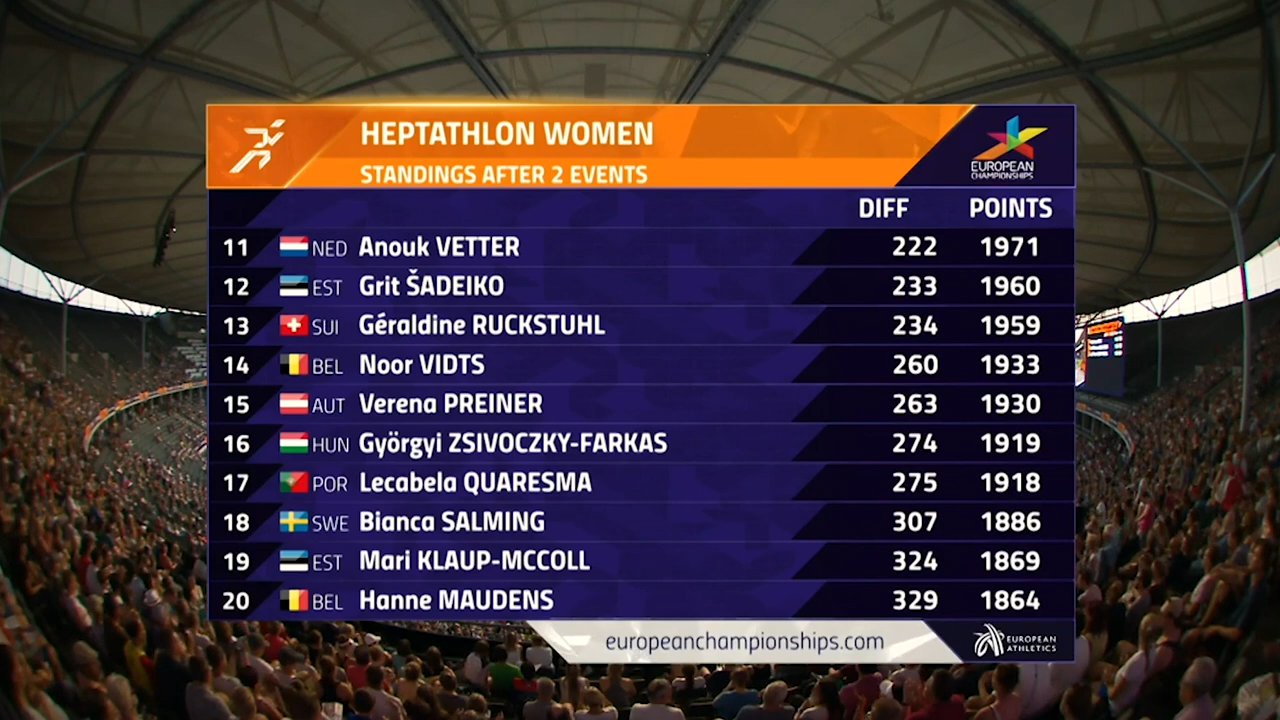 HEPTATHLON WOMEN
STANDINGS AFTER 2 EVENTS
EUROPEAN
CHAMPIONSHIPS
DIFF POINTS
11 NED Anouk VETTER 222 1971
12 EST Grit ŠADEIKO 233 1960
13 SUI Géraldine RUCKSTUHL 234 1959
14 BEL Noor VIDTS 260 1933
15 AUT Verena PREINER 263 1930
16 HUN Györgyi ZSIVOCZKY-FARKAS 274 1919
17 POR Lecabela QUARESMA 275 1918
18 SWE Bianca SALMING 307 1886
19 EST Mari KLAUP-MCCOLL 324 1869
20 BEL Hanne MAUDENS 329 1864
europeanchampionships.com
EUROPEAN
ATHLETICS